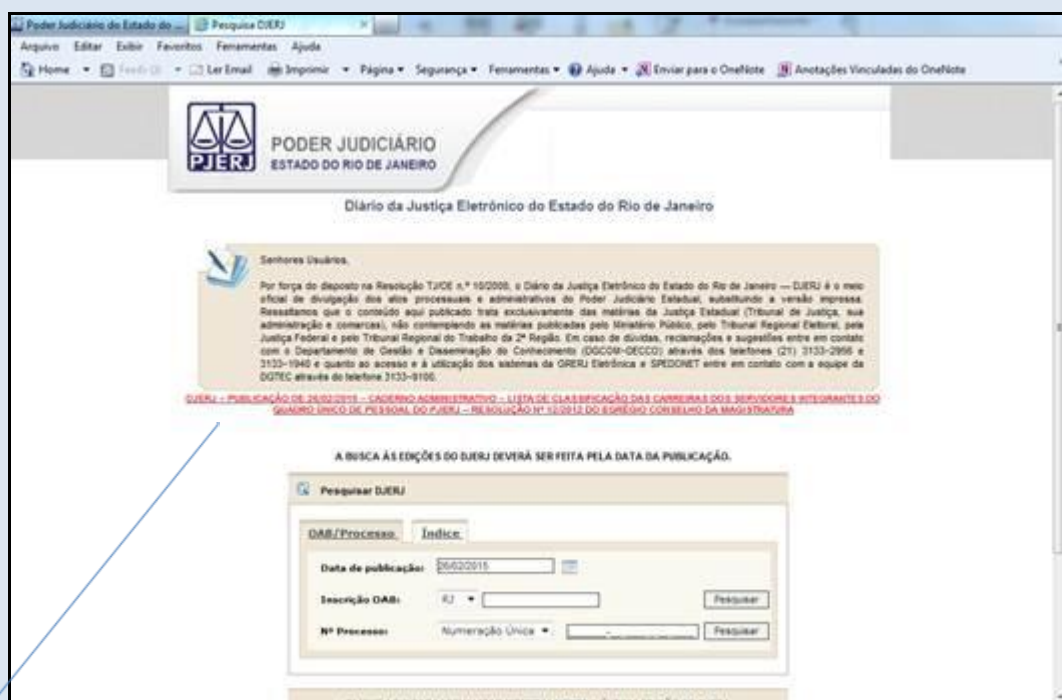 Poder Judiciário do Estado do ... Pesquisa DJERJ
Arquivo Editar Exibir Favoritos Ferramentas Ajuda
Home Ler Email Imprimir Página Segurança Ferramentas Ajuda Enviar para o OneNote Anotações Vinculadas do OneNote
PJERJ
PODER JUDICIÁRIO
ESTADO DO RIO DE JANEIRO
Diário da Justiça Eletrônico do Estado do Rio de Janeiro
Senhores Usuários,
Por força do disposto na Resolução TJ/OE n.º 10/2008, o Diário da Justiça Eletrônico do Estado do Rio de Janeiro — DJERJ é o meio
oficial de divulgação dos atos processuais e administrativos do Poder Judiciário Estadual, substituindo a versão impressa.
Ressaltamos que o conteúdo aqui publicado trata exclusivamente das matérias da Justiça Estadual (Tribunal de Justiça, sua
administração e comarcas), não contemplando as matérias publicadas pelo Ministério Público, pelo Tribunal Regional Eleitoral, pela
Justiça Federal e pelo Tribunal Regional do Trabalho da 2ª Região. Em caso de dúvidas, reclamações e sugestões entre em contato
com o Departamento de Gestão e Disseminação do Conhecimento (DGCOM-DECCO) através dos telefones (21) 3133-2956 e
3133-1940 e quanto ao acesso e à utilização dos sistemas da GRERJ Eletrônica e SPEDONET entre em contato com a equipe da
DGTEC através do telefone 3133-9100.
DJERJ – PUBLICAÇÃO DE 26/02/2015 – CADERNO ADMINISTRATIVO – LISTA DE CLASSIFICAÇÃO DAS CARREIRAS DOS SERVIDORES INTEGRANTES DO
QUADRO ÚNICO DE PESSOAL DO PJERJ – RESOLUÇÃO Nº 12/2012 DO EGRÉGIO CONSELHO DA MAGISTRATURA
A BUSCA ÀS EDIÇÕES DO DJERJ DEVERÁ SER FEITA PELA DATA DA PUBLICAÇÃO.
Pesquisar DJERJ
OAB/Processo Índice
Data de publicação: 26/02/2015
Inscrição OAB: RJ Pesquisar
Nº Processo: Numeração Única Pesquisar